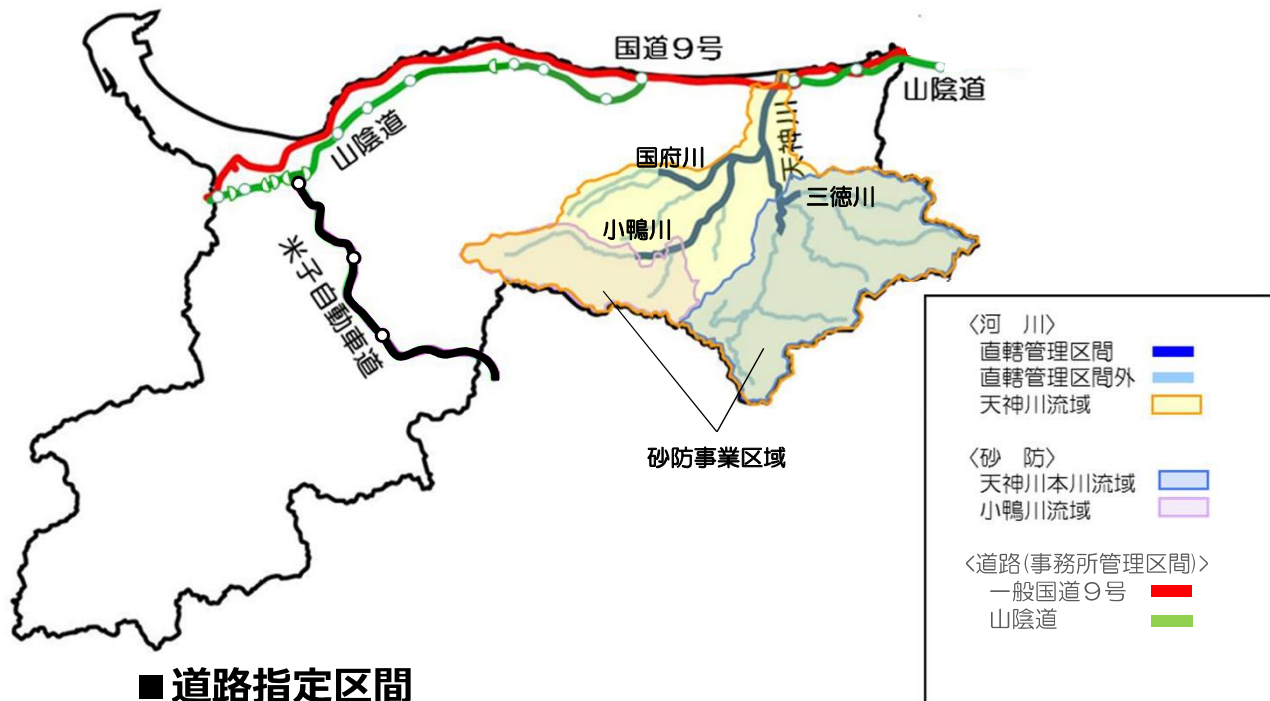 国道9号
山陰道
山陰道
天神川
国府川
三徳川
小鴨川
米子自動車道
砂防事業区域
〈河　川〉
直轄管理区間
直轄管理区間外
天神川流域
〈砂　防〉
天神川本川流域
小鴨川流域
〈道路(事務所管理区間)〉
一般国道9号
山陰道
■ 道路指定区間